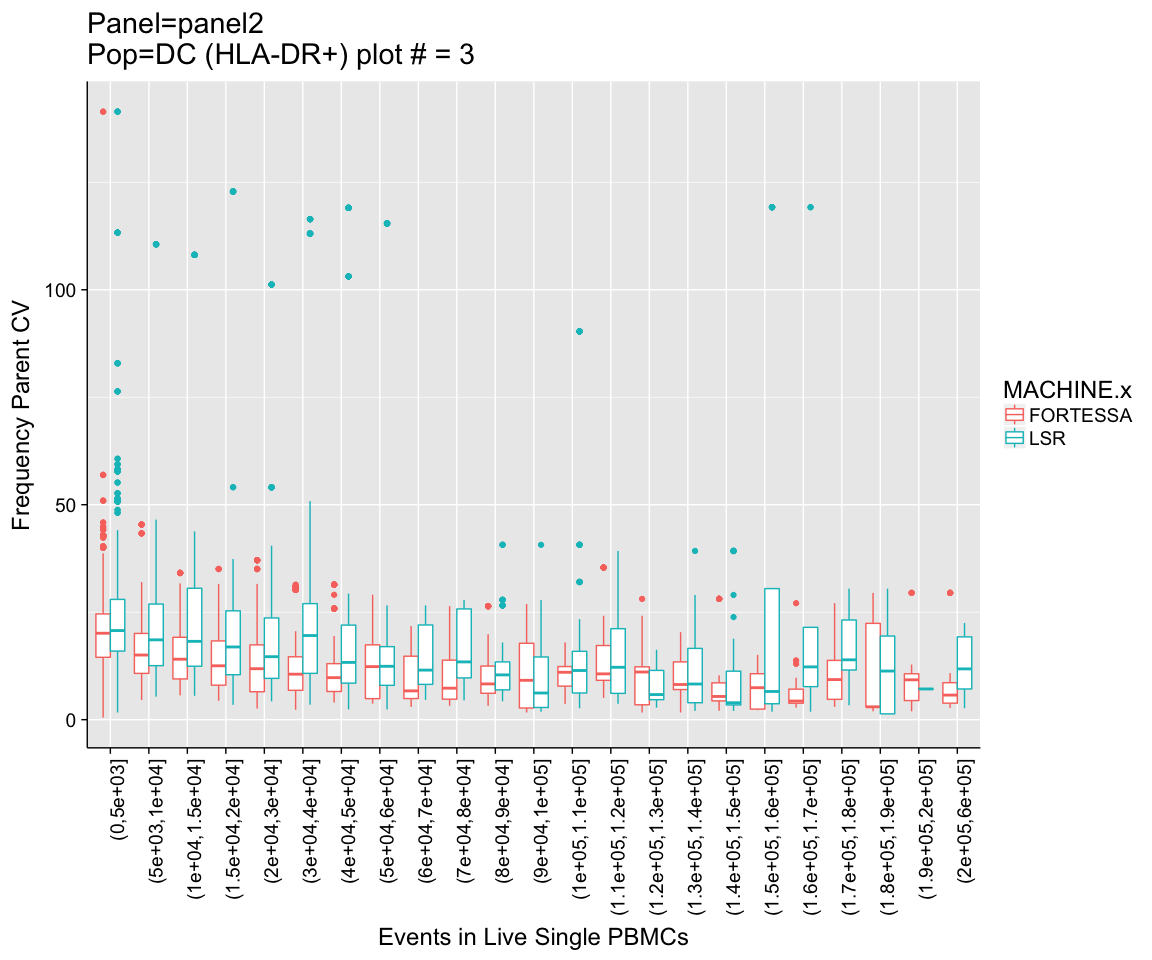 Panel=panel2
Pop=DC (HLA-DR+) plot # = 3
Frequency Parent CV
100
50
0
(0,5e+03]
(5e+03,1e+04]
(1e+04,1.5e+04]
(1.5e+04,2e+04]
(2e+04,3e+04]
(3e+04,4e+04]
(4e+04,5e+04]
(5e+04,6e+04]
(6e+04,7e+04]
(7e+04,8e+04]
(8e+04,9e+04]
(9e+04,1e+05]
(1e+05,1.1e+05]
(1.1e+05,1.2e+05]
(1.2e+05,1.3e+05]
(1.3e+05,1.4e+05]
(1.4e+05,1.5e+05]
(1.5e+05,1.6e+05]
(1.6e+05,1.7e+05]
(1.7e+05,1.8e+05]
(1.8e+05,1.9e+05]
(1.9e+05,2e+05]
(2e+05,6e+05]
Events in Live Single PBMCs
MACHINE.x
FORTESSA
LSR